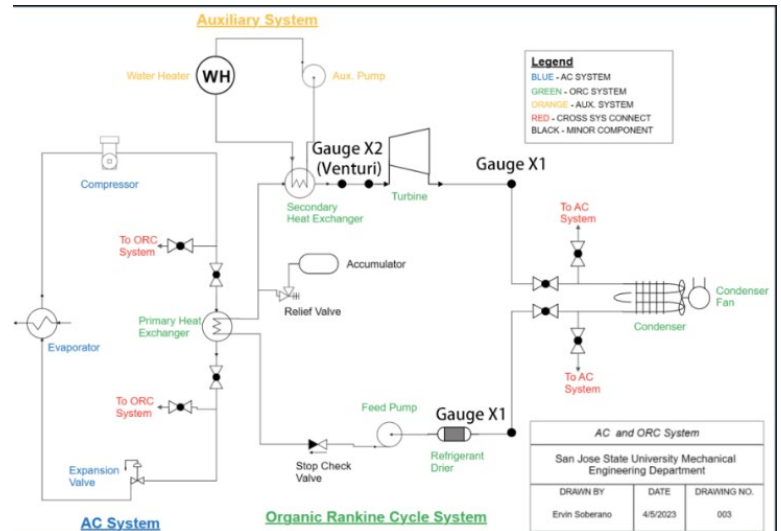 Auxiliary System
Water Heater
WH
Aux. Pump
Legend
BLUE - AC SYSTEM
GREEN - ORC SYSTEM
ORANGE - AUX. SYSTEM
RED - CROSS SYS CONNECT
BLACK - MINOR COMPONENT
Gauge X2
(Venturi)
Gauge X1
Compressor
Secondary
Heat Exchanger
Turbine
To AC
System
To ORC
System
Accumulator
Relief Valve
Condenser
Fan
Condenser
Primary Heat
Exchanger
Evaporator
To AC
System
To ORC
System
Feed Pump
Gauge X1
Refrigerant
Drier
Stop Check
Valve
Expansion
Valve
AC System
Organic Rankine Cycle System
AC and ORC System
San Jose State University Mechanical
Engineering Department
DRAWN BY
DATE
DRAWING NO.
Ervin Soberano
4/5/2023
003